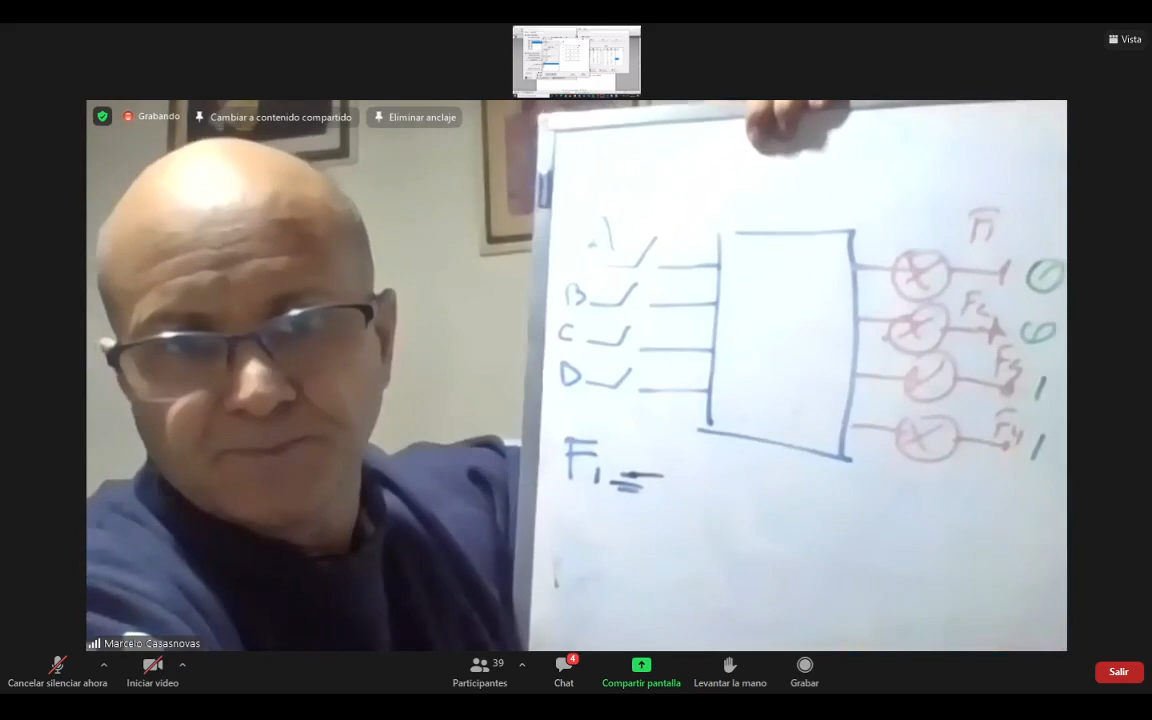 Vista
Grabando
Cambiar a contenido compartido
Eliminar anclaje
A
B
C
D
F1 =
F2
F3
F4
0
0
1
1
Marcelo Casasnovas
Cancelar silenciar ahora
Iniciar video
39
Participantes
4
Chat
Compartir pantalla
Levantar la mano
Grabar
Salir